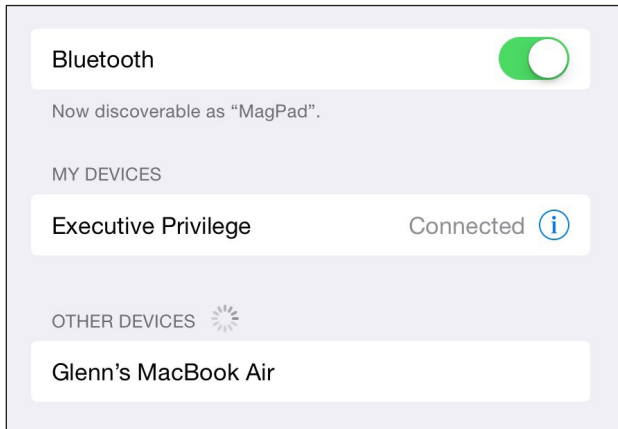 Bluetooth
Now discoverable as “MagPad”.
MY DEVICES
Executive Privilege Connected i
OTHER DEVICES
Glenn’s MacBook Air